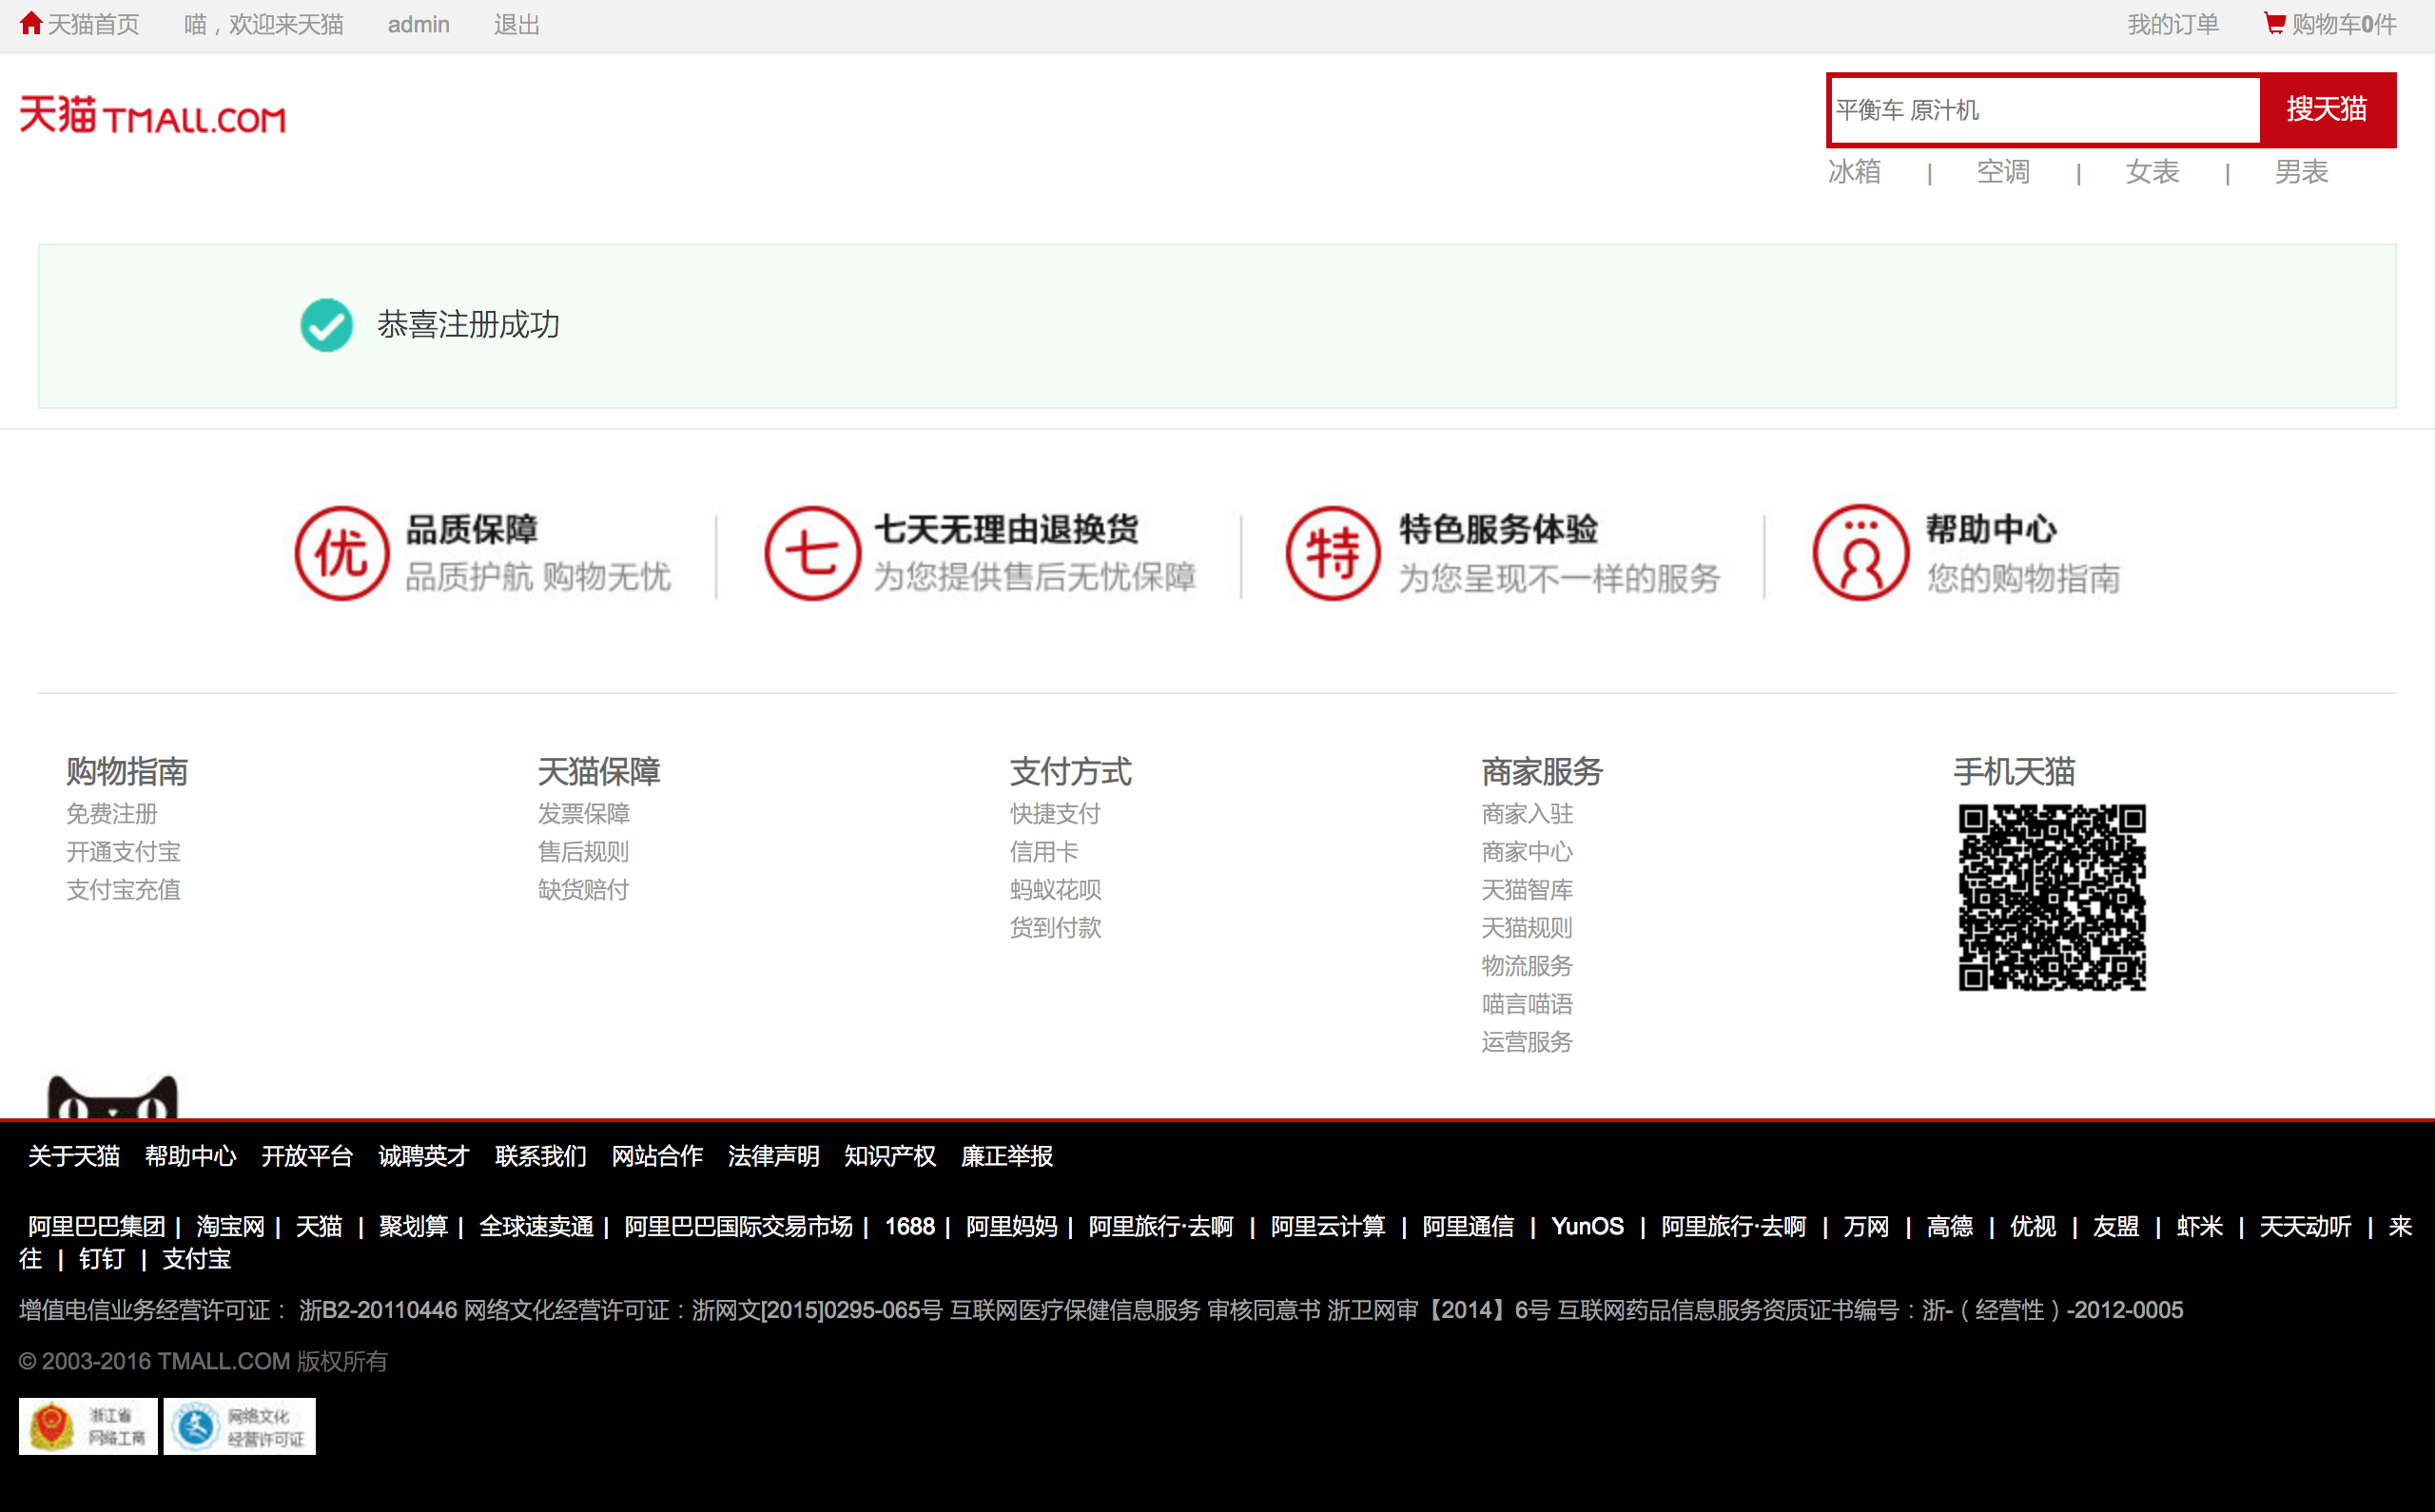 天猫首页 喵，欢迎来天猫 admin 退出 我的订单 购物车0件
天猫 TMALL.COM
平衡车 原汁机 搜天猫
冰箱 | 空调 | 女表 | 男表
恭喜注册成功
优 品质保障 七 七天无理由退换货 特 特色服务体验 帮助中心
品质护航 购物无忧 为您提供售后无忧保障 为您呈现不一样的服务 您的购物指南
购物指南
免费注册
开通支付宝
支付宝充值
天猫保障
发票保障
售后规则
缺货赔付
支付方式
快捷支付
信用卡
蚂蚁花呗
货到付款
商家服务
商家入驻
商家中心
天猫智库
天猫规则
物流服务
喵言喵语
运营服务
手机天猫
关于天猫 帮助中心 开放平台 诚聘英才 联系我们 网站合作 法律声明 知识产权 廉正举报
阿里巴巴集团 | 淘宝网 | 天猫 | 聚划算 | 全球速卖通 | 阿里巴巴国际交易市场 | 1688 | 阿里妈妈 | 阿里旅行·去啊 | 阿里云计算 | 阿里通信 | YunOS | 阿里旅行·去啊 | 万网 | 高德 | 优视 | 友盟 | 虾米 | 天天动听 | 来
往 | 钉钉 | 支付宝
增值电信业务经营许可证： 浙B2-20110446 网络文化经营许可证：浙网文[2015]0295-065号 互联网医疗保健信息服务 审核同意书 浙卫网审【2014】6号 互联网药品信息服务资质证书编号：浙-（经营性）-2012-0005
© 2003-2016 TMALL.COM 版权所有
浙江省
网络工商
网络文化
经营许可证